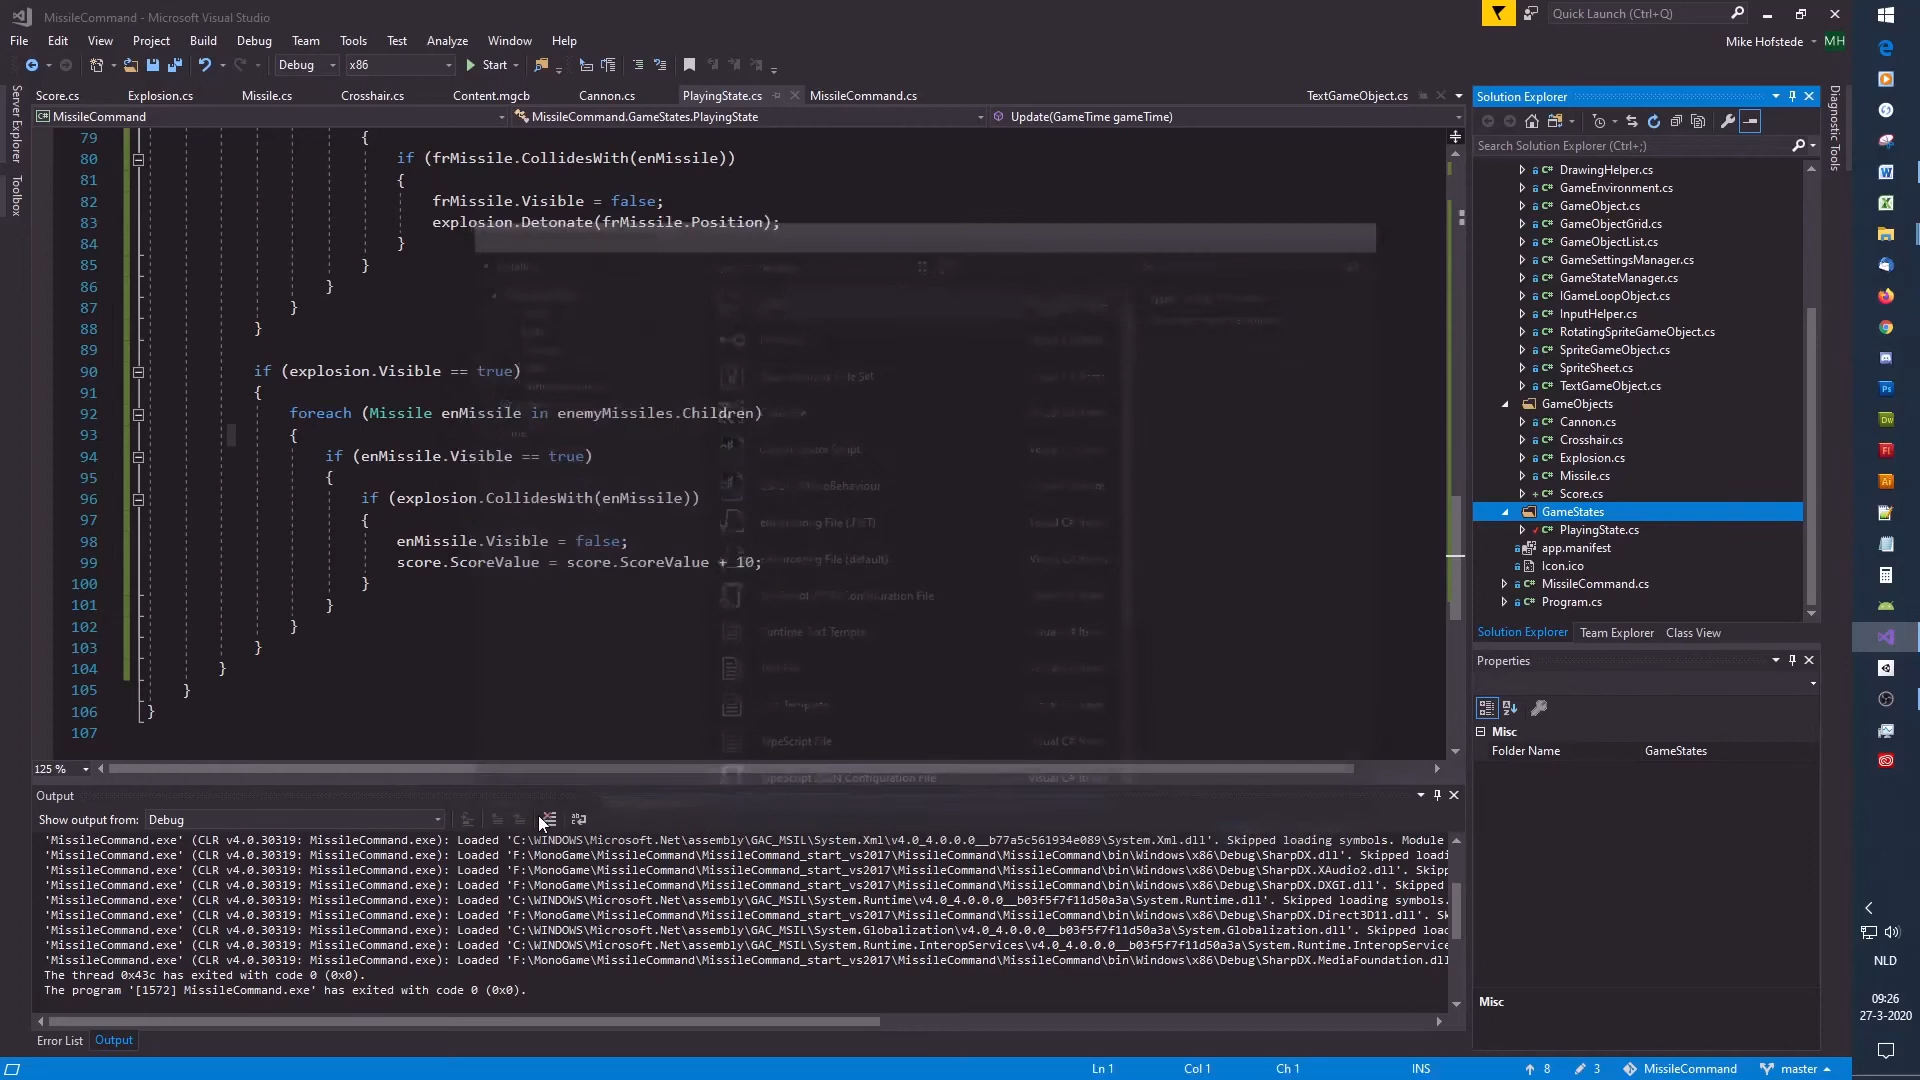 MissileCommand - Microsoft Visual Studio
Quick Launch (Ctrl+Q)
File Edit View Project Build Debug Team Tools Test Analyze Window Help
Mike Hofstede MH
Debug x86 Start
Score.cs Explosion.cs Missile.cs Crosshair.cs Content.mgcb Cannon.cs PlayingState.cs MissileCommand.cs TextGameObject.cs
MissileCommand MissileCommand.GameStates.PlayingState Update(GameTime gameTime)
Server Explorer
Toolbox
79 {
80 if (frMissile.CollidesWith(enMissile))
81 {
82 frMissile.Visible = false;
83 explosion.Detonate(frMissile.Position);
84 }
85 }
86 }
87 }
88 }
89
90 if (explosion.Visible == true)
91 {
92 foreach (Missile enMissile in enemyMissiles.Children)
93 {
94 if (enMissile.Visible == true)
95 {
96 if (explosion.CollidesWith(enMissile))
97 {
98 enMissile.Visible = false;
99 score.ScoreValue = score.ScoreValue + 10;
100 }
101 }
102 }
103 }
104 }
105 }
106 }
107
125 %
Output
Show output from: Debug
'MissileCommand.exe' (CLR v4.0.30319: MissileCommand.exe): Loaded 'C:\WINDOWS\Microsoft.Net\assembly\GAC_MSIL\System.Xml\v4.0_4.0.0.0__b77a5c561934e089\System.Xml.dll'. Skipped loading symbols. Module
'MissileCommand.exe' (CLR v4.0.30319: MissileCommand.exe): Loaded 'F:\MonoGame\MissileCommand\MissileCommand_start_vs2017\MissileCommand\MissileCommand\bin\Windows\x86\Debug\SharpDX.dll'. Skipped loadi
'MissileCommand.exe' (CLR v4.0.30319: MissileCommand.exe): Loaded 'F:\MonoGame\MissileCommand\MissileCommand_start_vs2017\MissileCommand\MissileCommand\bin\Windows\x86\Debug\SharpDX.XAudio2.dll'. Skipp
'MissileCommand.exe' (CLR v4.0.30319: MissileCommand.exe): Loaded 'F:\MonoGame\MissileCommand\MissileCommand_start_vs2017\MissileCommand\MissileCommand\bin\Windows\x86\Debug\SharpDX.DXGI.dll'. Skipped
'MissileCommand.exe' (CLR v4.0.30319: MissileCommand.exe): Loaded 'C:\WINDOWS\Microsoft.Net\assembly\GAC_MSIL\System.Runtime\v4.0_4.0.0.0__b03f5f7f11d50a3a\System.Runtime.dll'. Skipped loading symbols.
'MissileCommand.exe' (CLR v4.0.30319: MissileCommand.exe): Loaded 'F:\MonoGame\MissileCommand\MissileCommand_start_vs2017\MissileCommand\MissileCommand\bin\Windows\x86\Debug\SharpDX.Direct3D11.dll'. Sk
'MissileCommand.exe' (CLR v4.0.30319: MissileCommand.exe): Loaded 'C:\WINDOWS\Microsoft.Net\assembly\GAC_MSIL\System.Globalization\v4.0_4.0.0.0__b03f5f7f11d50a3a\System.Globalization.dll'. Skipped load
'MissileCommand.exe' (CLR v4.0.30319: MissileCommand.exe): Loaded 'C:\WINDOWS\Microsoft.Net\assembly\GAC_MSIL\System.Runtime.InteropServices\v4.0_4.0.0.0__b03f5f7f11d50a3a\System.Runtime.InteropService
'MissileCommand.exe' (CLR v4.0.30319: MissileCommand.exe): Loaded 'F:\MonoGame\MissileCommand\MissileCommand_start_vs2017\MissileCommand\MissileCommand\bin\Windows\x86\Debug\SharpDX.MediaFoundation.dll
The thread 0x43c has exited with code 0 (0x0).
The program '[1572] MissileCommand.exe' has exited with code 0 (0x0).
Error List Output
Solution Explorer
Search Solution Explorer (Ctrl+;)
C# DrawingHelper.cs
C# GameEnvironment.cs
C# GameObject.cs
C# GameObjectGrid.cs
C# GameObjectList.cs
C# GameSettingsManager.cs
C# GameStateManager.cs
C# IGameLoopObject.cs
C# InputHelper.cs
C# RotatingSpriteGameObject.cs
C# SpriteGameObject.cs
C# SpriteSheet.cs
C# TextGameObject.cs
GameObjects
C# Cannon.cs
C# Crosshair.cs
C# Explosion.cs
C# Missile.cs
C# Score.cs
GameStates
C# PlayingState.cs
app.manifest
Icon.ico
C# MissileCommand.cs
C# Program.cs
Solution Explorer Team Explorer Class View
Properties
Misc
Folder Name GameStates
Misc
Diagnostic Tools
NLD
09:26
27-3-2020
Ln 1 Col 1 Ch 1 INS 8 3 MissileCommand master